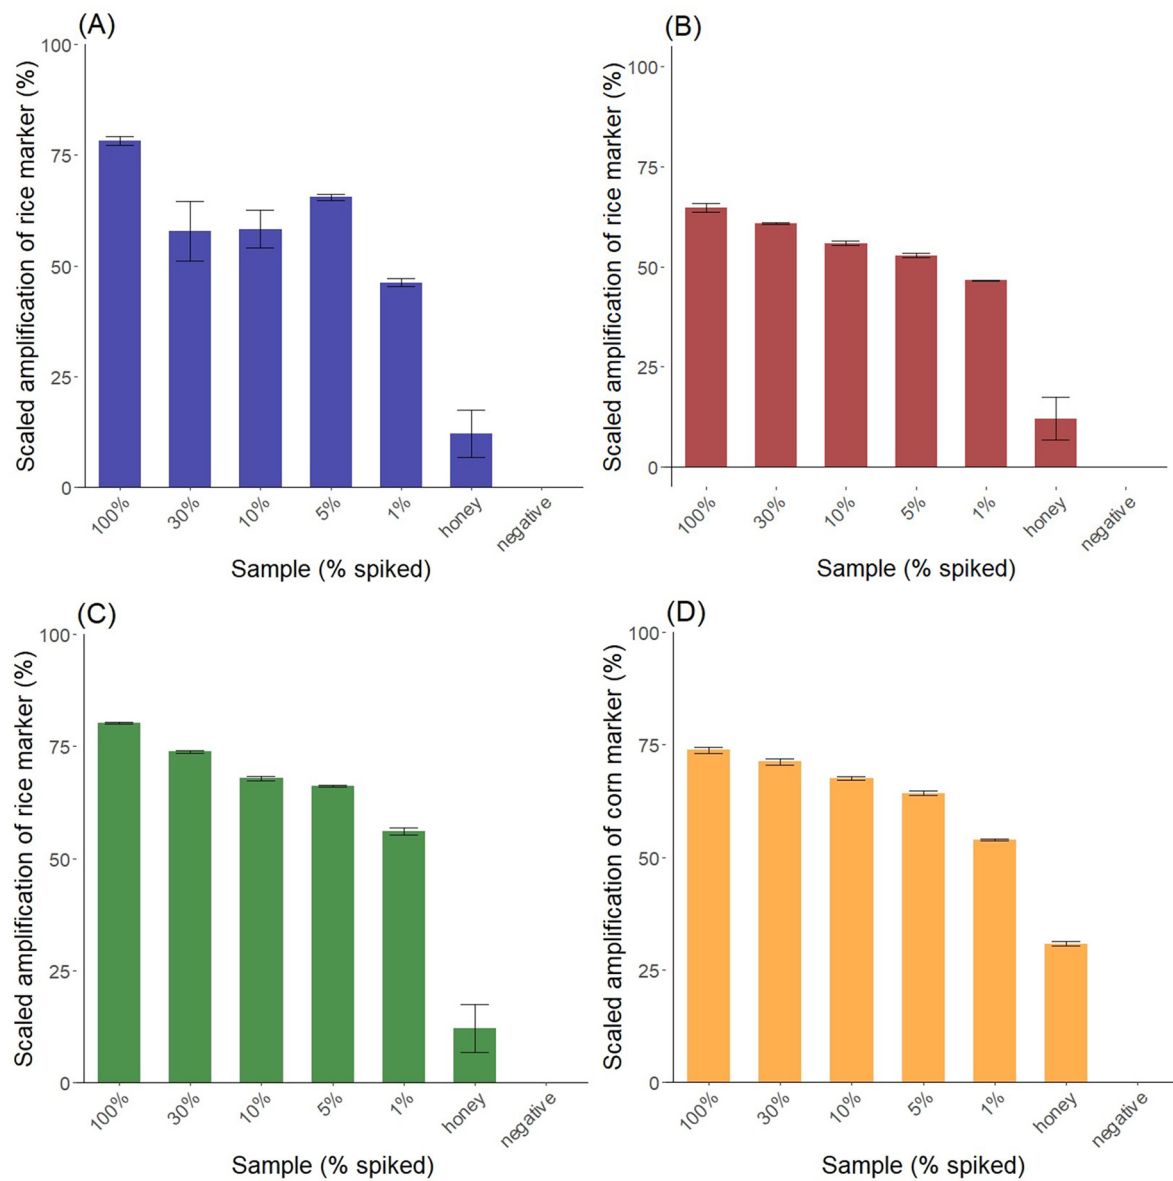 (A)
Scaled amplification of rice marker (%)
100
75
50
25
0
100%
30%
10%
5%
1%
honey
negative
Sample (% spiked)
(B)
Scaled amplification of rice marker (%)
100
75
50
25
0
100%
30%
10%
5%
1%
honey
negative
Sample (% spiked)
(C)
Scaled amplification of rice marker (%)
100
75
50
25
0
100%
30%
10%
5%
1%
honey
negative
Sample (% spiked)
(D)
Scaled amplification of corn marker (%)
100
75
50
25
0
100%
30%
10%
5%
1%
honey
negative
Sample (% spiked)